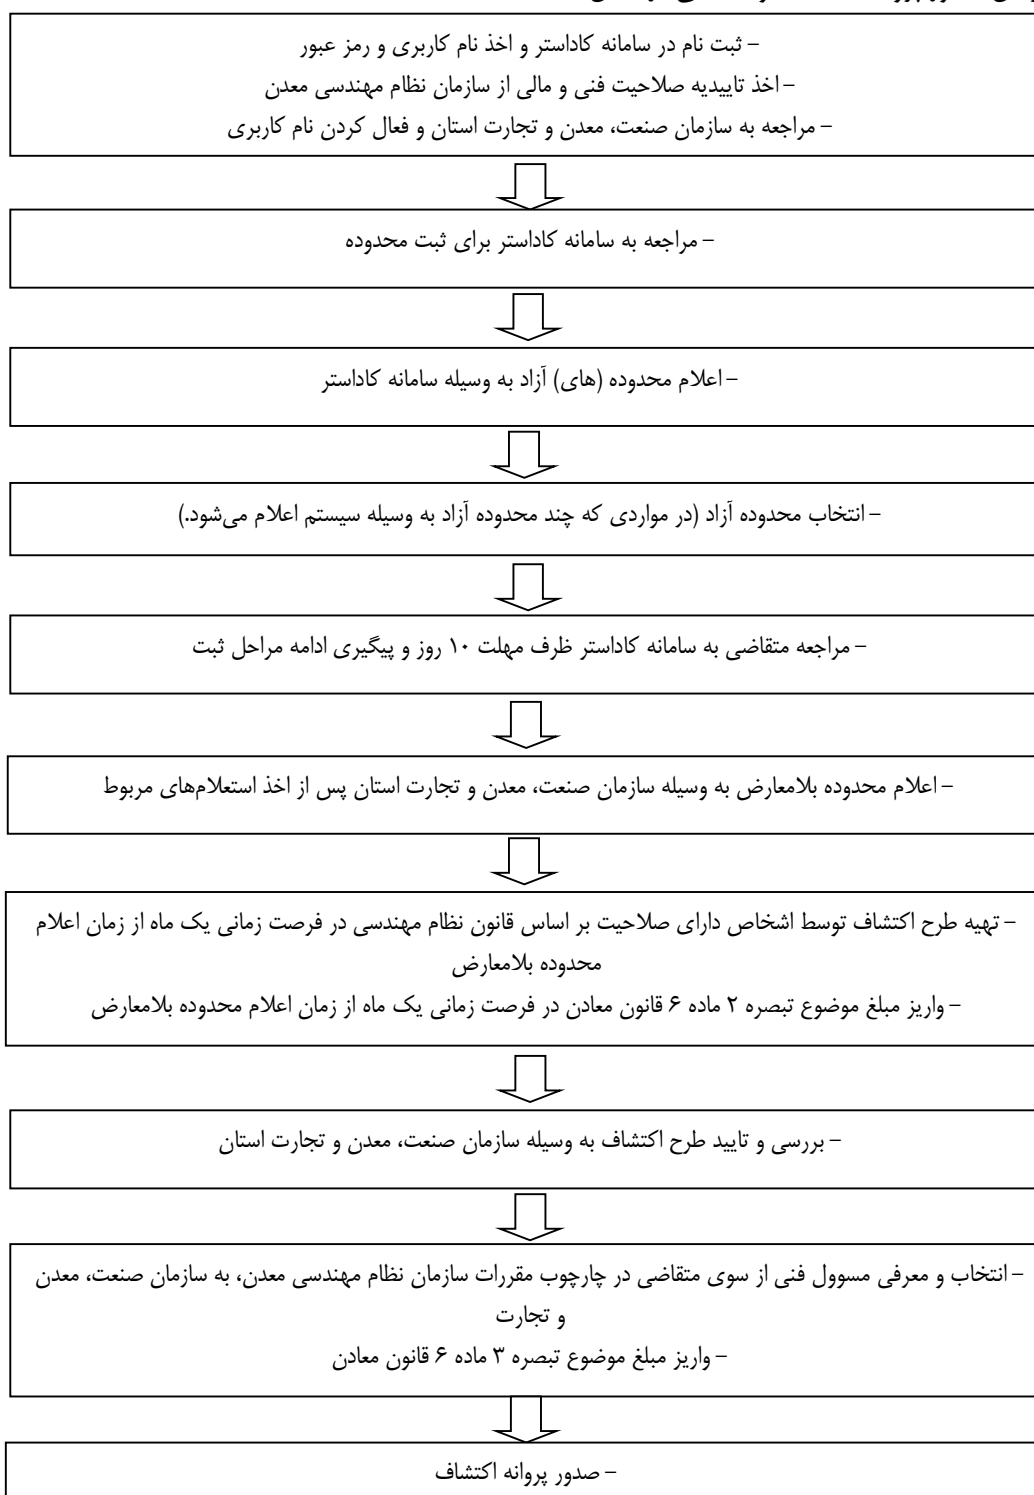 – ثبت نام در سامانه کاداستر و اخذ نام کاربری و رمز عبور
– اخذ تاییدیه صلاحیت فنی و مالی از سازمان نظام مهندسی معدن
– مراجعه به سازمان صنعت، معدن و تجارت استان و فعال کردن نام کاربری
– مراجعه به سامانه کاداستر برای ثبت محدوده
– اعلام محدوده (های) آزاد به وسیله سامانه کاداستر
– انتخاب محدوده آزاد (در مواردی که چند محدوده آزاد به وسیله سیستم اعلام می‌شود.)
– مراجعه متقاضی به سامانه کاداستر ظرف مهلت ۱۰ روز و پیگیری ادامه مراحل ثبت
– اعلام محدوده بلامعارض به وسیله سازمان صنعت، معدن و تجارت استان پس از اخذ استعلام‌های مربوط
– تهیه طرح اکتشاف توسط اشخاص دارای صلاحیت بر اساس قانون نظام مهندسی در فرصت زمانی یک ماه از زمان اعلام
محدوده بلامعارض
– واریز مبلغ موضوع تبصره ۲ ماده ۶ قانون معادن در فرصت زمانی یک ماه از زمان اعلام محدوده بلامعارض
– بررسی و تایید طرح اکتشاف به وسیله سازمان صنعت، معدن و تجارت استان
– انتخاب و معرفی مسوول فنی از سوی متقاضی در چارچوب مقررات سازمان نظام مهندسی معدن، به سازمان صنعت، معدن
و تجارت
– واریز مبلغ موضوع تبصره ۳ ماده ۶ قانون معادن
– صدور پروانه اکتشاف